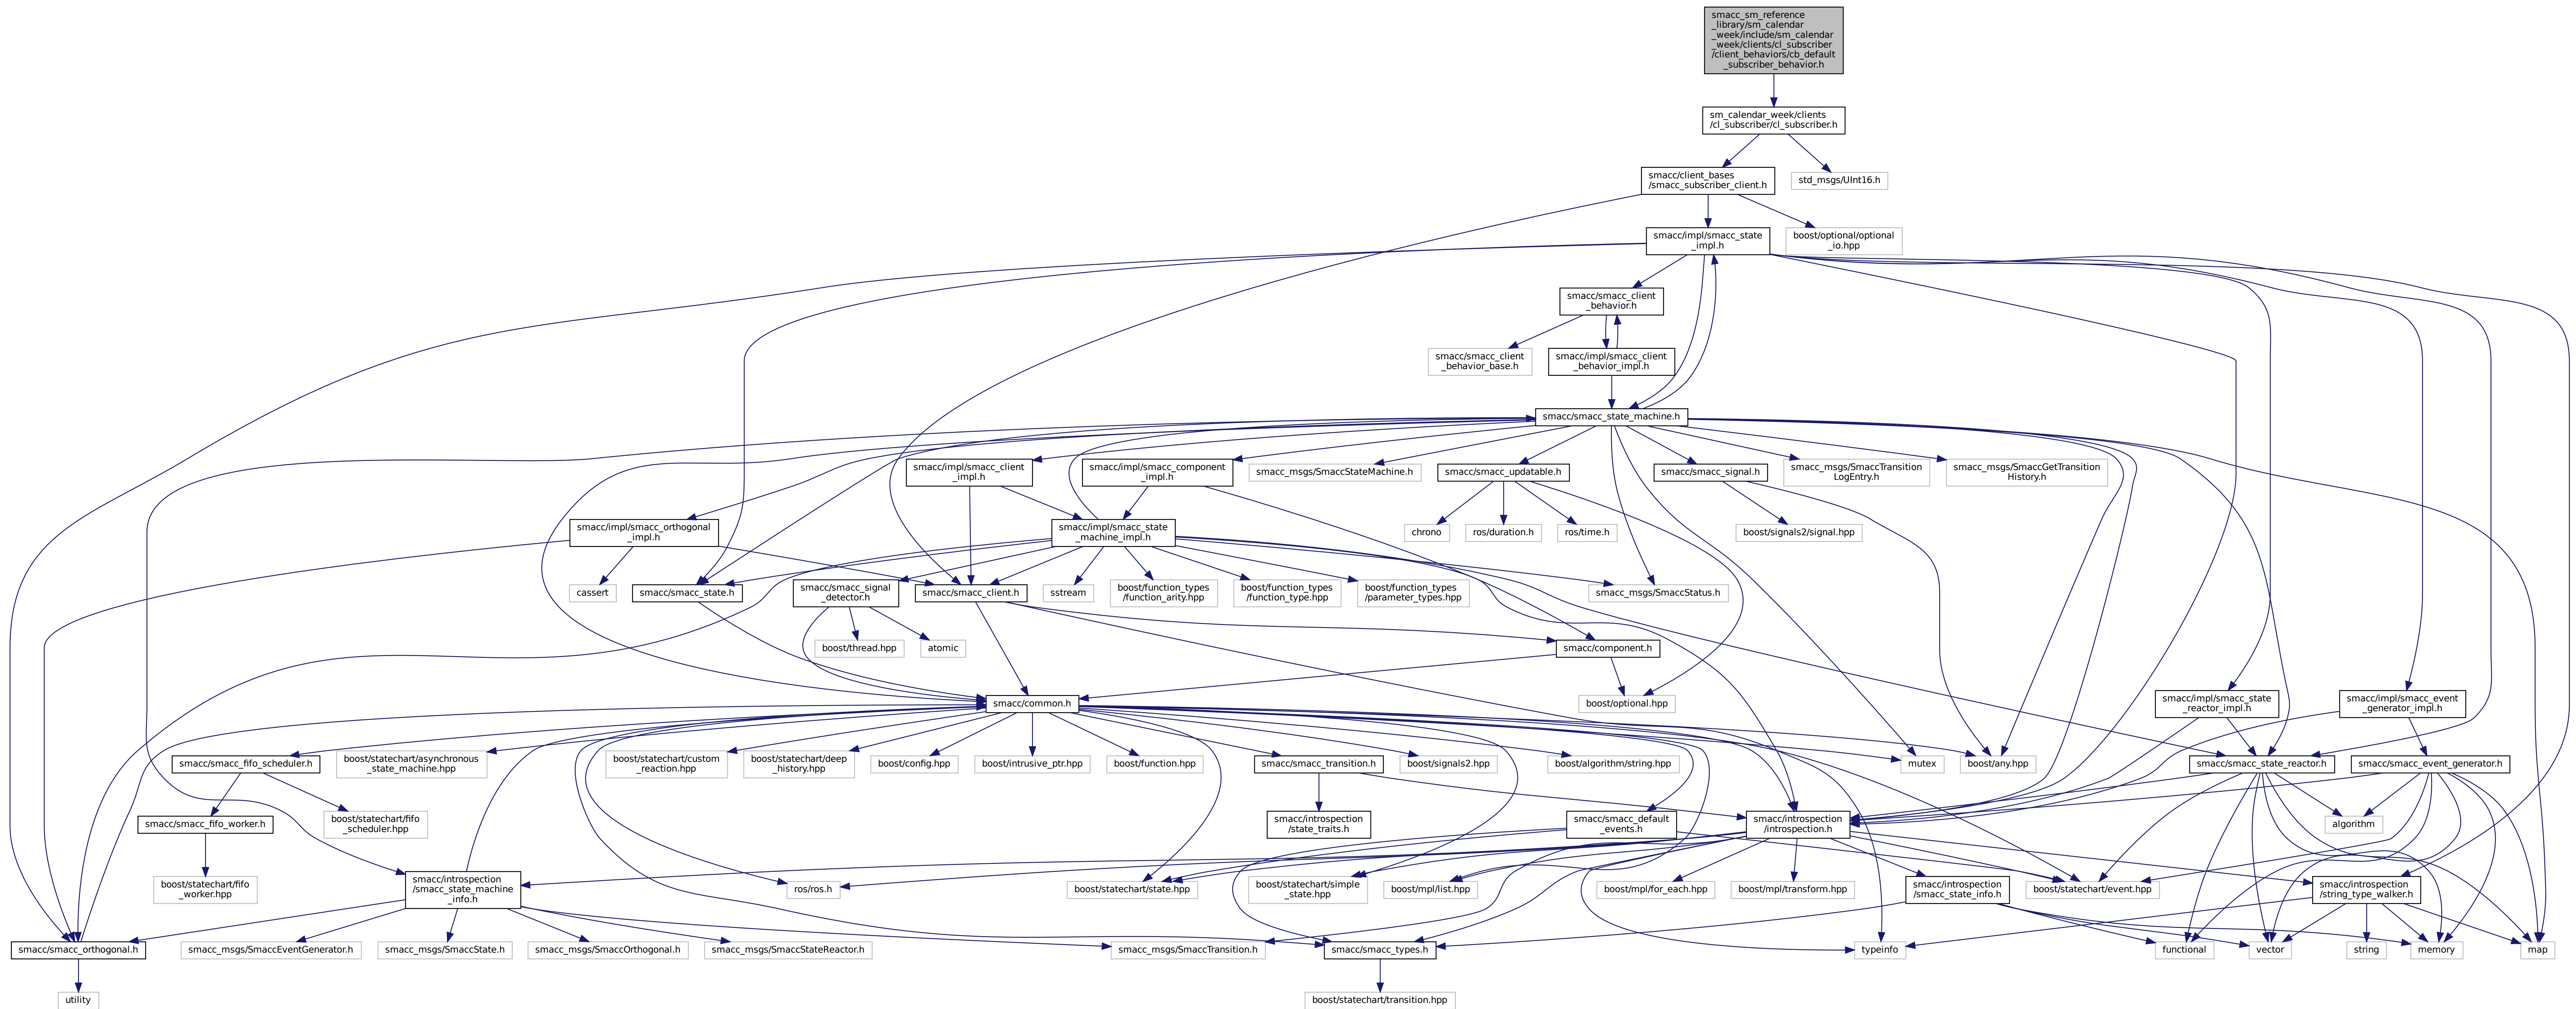 smacc_sm_reference
_library/sm_calendar
_week/include/sm_calendar
_week/clients/cl_subscriber
/client_behaviors/cb_default
_subscriber_behavior.h
sm_calendar_week/clients
/cl_subscriber/cl_subscriber.h
smacc/client_bases
/smacc_subscriber_client.h
std_msgs/UInt16.h
smacc/impl/smacc_state
_impl.h
boost/optional/optional
_io.hpp
smacc/smacc_client
_behavior.h
smacc/smacc_client
_behavior_base.h
smacc/impl/smacc_client
_behavior_impl.h
smacc/smacc_state_machine.h
smacc/impl/smacc_client
_impl.h
smacc/impl/smacc_component
_impl.h
smacc_msgs/SmaccStateMachine.h
smacc/smacc_updatable.h
smacc/smacc_signal.h
smacc_msgs/SmaccTransition
LogEntry.h
smacc_msgs/SmaccGetTransition
History.h
smacc/impl/smacc_orthogonal
_impl.h
smacc/impl/smacc_state
_machine_impl.h
chrono
ros/duration.h
ros/time.h
boost/signals2/signal.hpp
cassert
smacc/smacc_state.h
smacc/smacc_signal
_detector.h
smacc/smacc_client.h
sstream
boost/function_types
/function_arity.hpp
boost/function_types
/function_type.hpp
boost/function_types
/parameter_types.hpp
smacc_msgs/SmaccStatus.h
boost/thread.hpp
atomic
smacc/component.h
smacc/common.h
boost/optional.hpp
smacc/impl/smacc_state
_reactor_impl.h
smacc/impl/smacc_event
_generator_impl.h
smacc/smacc_fifo_scheduler.h
boost/statechart/asynchronous
_state_machine.hpp
boost/statechart/custom
_reaction.hpp
boost/statechart/deep
_history.hpp
boost/config.hpp
boost/intrusive_ptr.hpp
boost/function.hpp
smacc/smacc_transition.h
boost/signals2.hpp
boost/algorithm/string.hpp
mutex
boost/any.hpp
smacc/smacc_state_reactor.h
smacc/smacc_event_generator.h
smacc/smacc_fifo_worker.h
boost/statechart/fifo
_scheduler.hpp
smacc/introspection
/state_traits.h
smacc/smacc_default
_events.h
smacc/introspection
/introspection.h
algorithm
boost/statechart/fifo
_worker.hpp
smacc/introspection
/smacc_state_machine
_info.h
ros/ros.h
boost/statechart/state.hpp
boost/statechart/simple
_state.hpp
boost/mpl/list.hpp
boost/mpl/for_each.hpp
boost/mpl/transform.hpp
smacc/introspection
/smacc_state_info.h
boost/statechart/event.hpp
smacc/introspection
/string_type_walker.h
smacc/smacc_orthogonal.h
smacc_msgs/SmaccEventGenerator.h
smacc_msgs/SmaccState.h
smacc_msgs/SmaccOrthogonal.h
smacc_msgs/SmaccStateReactor.h
smacc_msgs/SmaccTransition.h
smacc/smacc_types.h
typeinfo
functional
vector
string
memory
map
utility
boost/statechart/transition.hpp